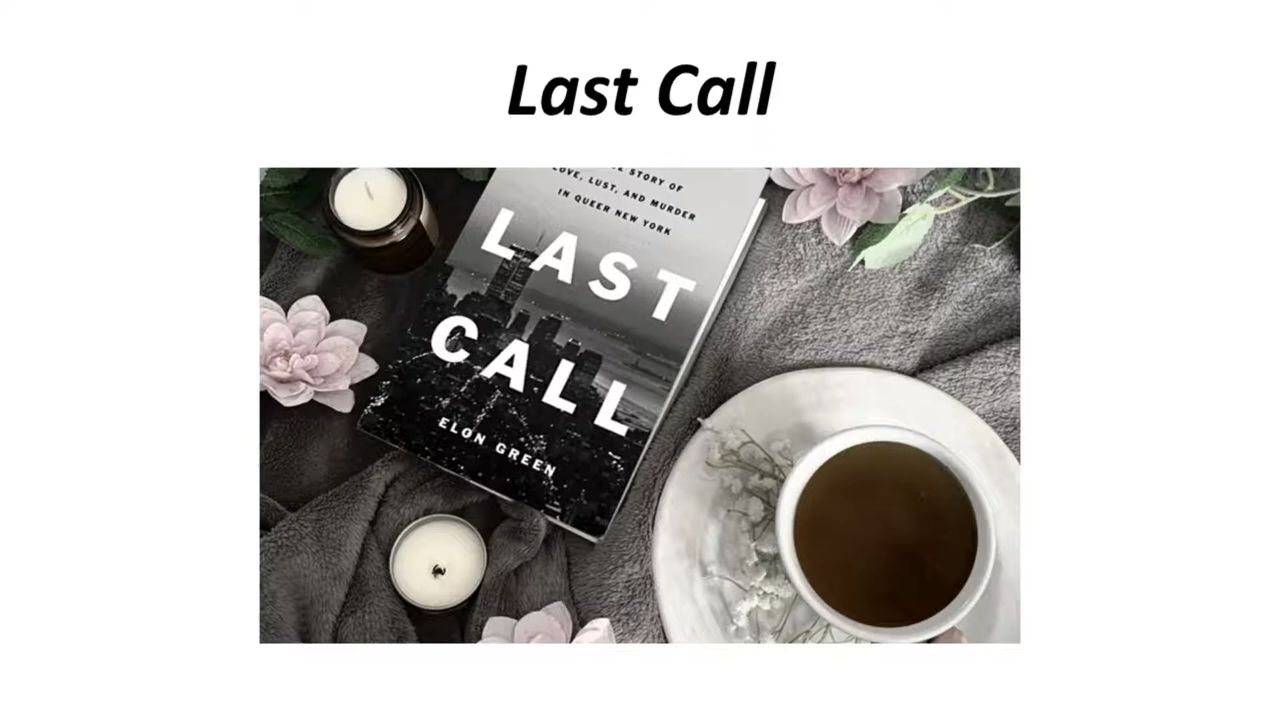 Last Call
STORY OF
LOVE, LUST, AND MURDER
IN QUEER NEW YORK
LAST
CALL
ELON GREEN